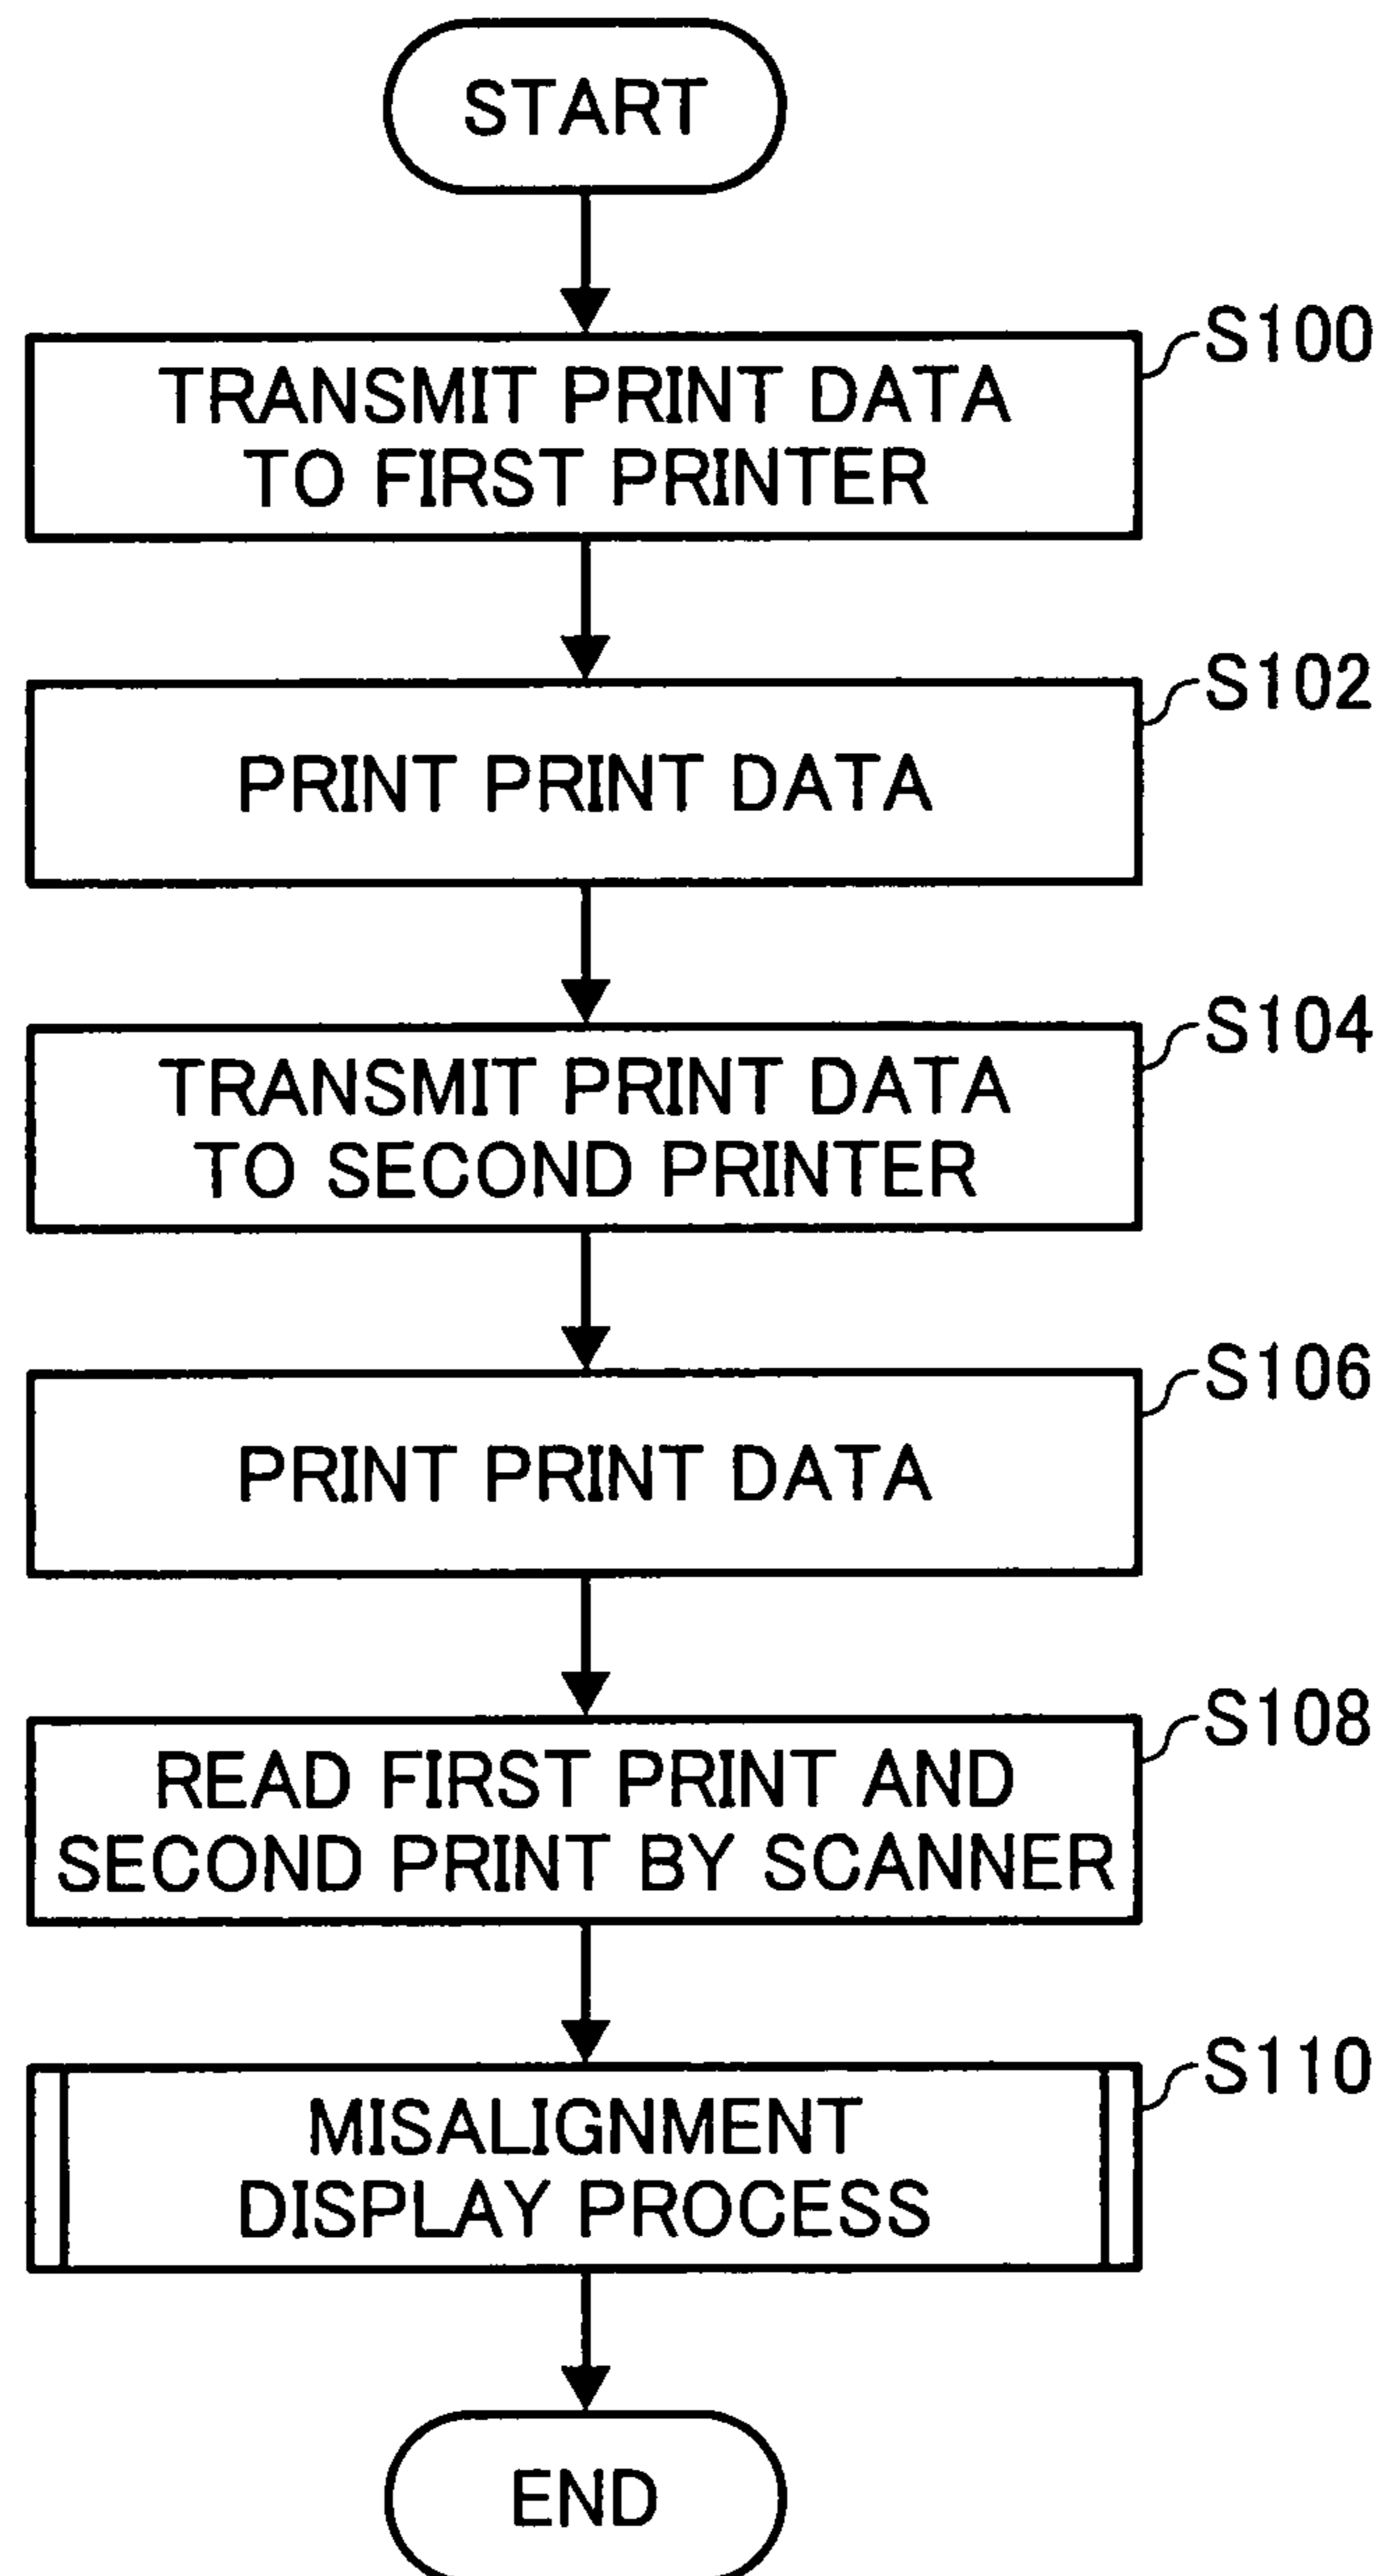 START
S100
TRANSMIT PRINT DATA
TO FIRST PRINTER
S102
PRINT PRINT DATA
S104
TRANSMIT PRINT DATA
TO SECOND PRINTER
S106
PRINT PRINT DATA
S108
READ FIRST PRINT AND
SECOND PRINT BY SCANNER
S110
MISALIGNMENT
DISPLAY PROCESS
END